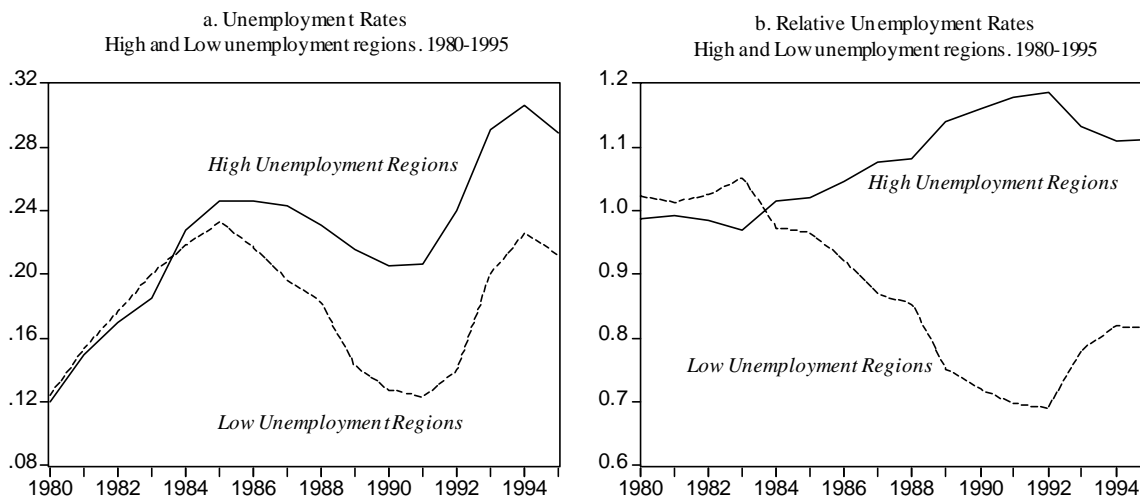 a. Unemployment Rates
High and Low unemployment regions. 1980-1995
.32
.28
.24
.20
.16
.12
.08
High Unemployment Regions
Low Unemployment Regions
1980 1982 1984 1986 1988 1990 1992 1994
b. Relative Unemployment Rates
High and Low unemployment regions. 1980-1995
1.2
1.1
1.0
0.9
0.8
0.7
0.6
High Unemployment Regions
Low Unemployment Regions
1980 1982 1984 1986 1988 1990 1992 1994